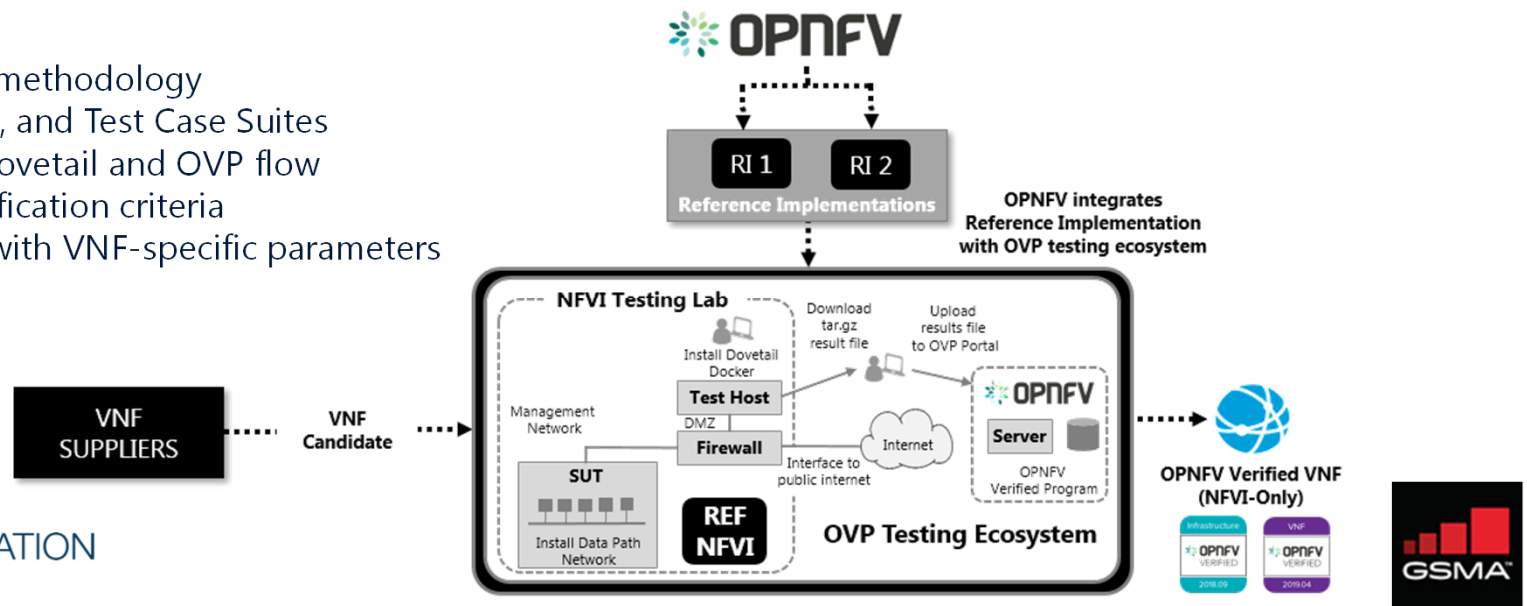 OPNFV
methodology
, and Test Case Suites
ovetail and OVP flow
fication criteria
with VNF-specific parameters
RI 1
RI 2
Reference Implementations
OPNFV integrates
Reference Implementation
with OVP testing ecosystem
NFVI Testing Lab
Install Dovetail
Docker
Test Host
DMZ
Firewall
Management
Network
SUT
Install Data Path
Network
REF
NFVI
Download
tar.gz
result file
Upload
results file
to OVP Portal
Internet
Interface to
public internet
OPNFV
Server
OPNFV
Verified Program
OVP Testing Ecosystem
VNF
SUPPLIERS
VNF
Candidate
OPNFV Verified VNF
(NFVI-Only)
Infrastructure
OPNFV
VERIFIED
2018.09
VNF
OPNFV
VERIFIED
2019.04
ATION
GSMA™